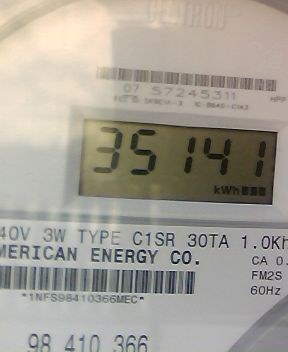 CENTRON
07 57245311
35141
kWh
40V 3W TYPE C1SR 30TA 1.0Kh
MERICAN ENERGY CO.
CA 0.
FM2S
60Hz
*1NFS98410366MEC*
98 410 366